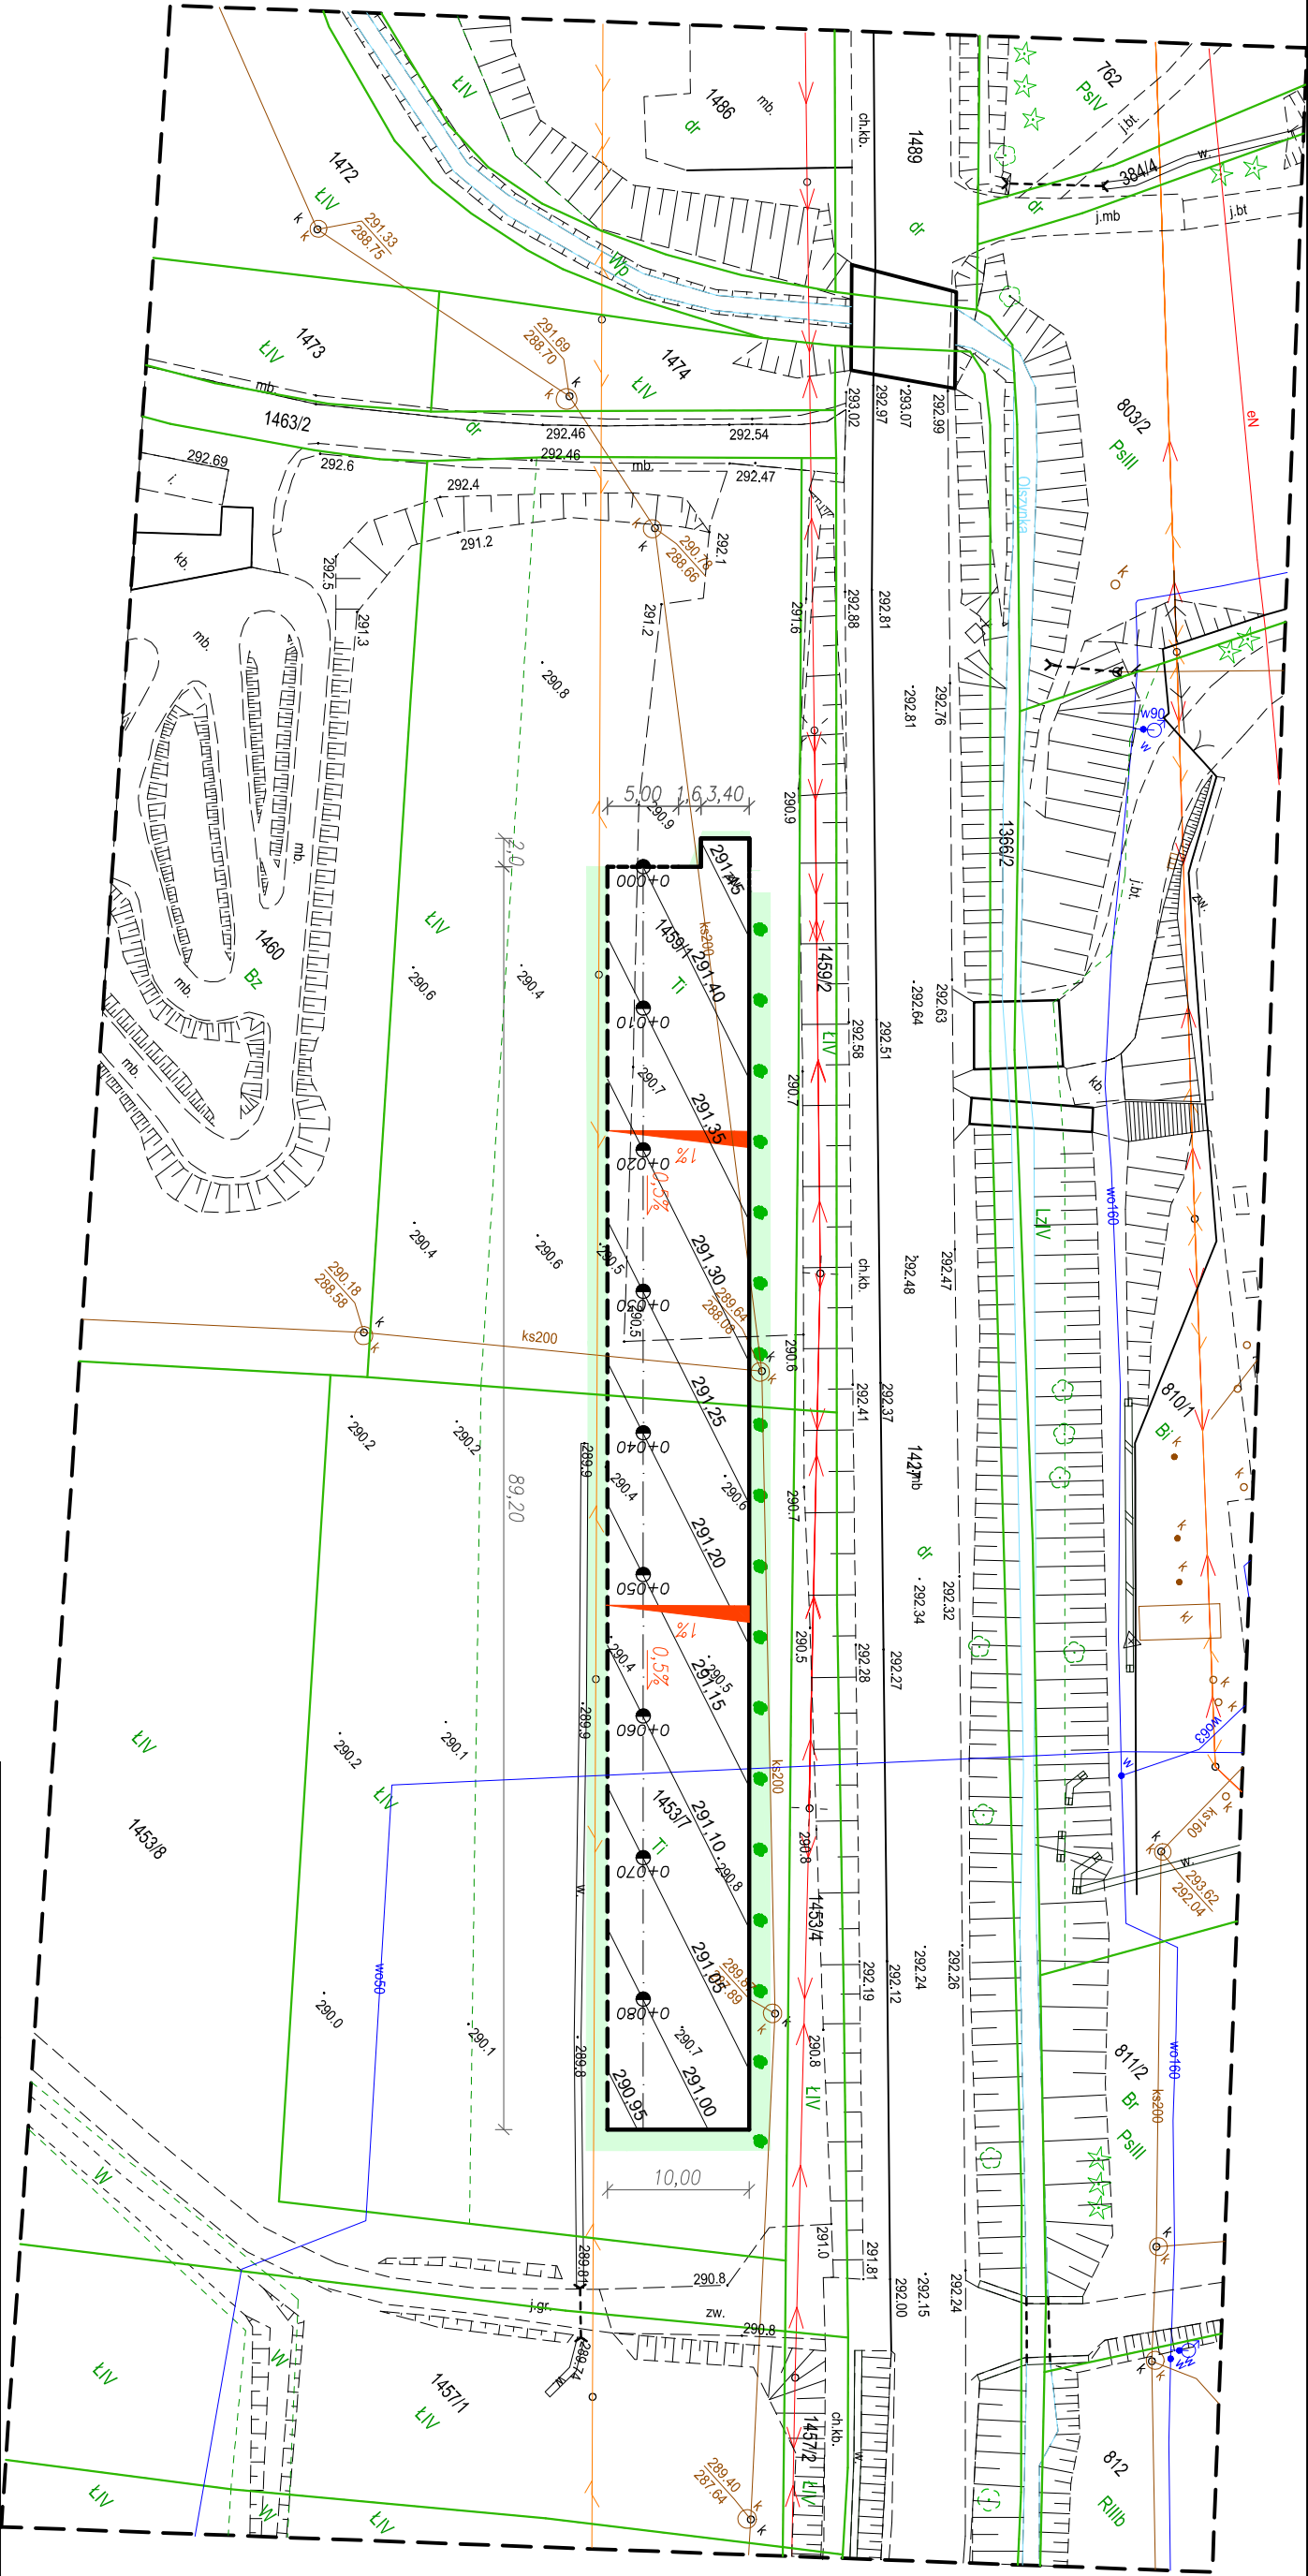 762
PsIV
j.bt.
w.
384/4
dr
j.mb
j.bt
ŁIV
1486
mb.
dr
ch.kb.
1489
dr
1472
ŁIV
k
k
291.33
288.75
Wp
eN
1473
ŁIV
291.69
288.70
k
k
1474
ŁIV
293.02
292.97
293.07
292.99
803/2
PsIII
mb.
1463/2
dr
292.46
292.54
292.46
mb.
292.47
292.69
292.6
i.
kb.
292.4
291.2
k
k
290.78
288.66
292.1
Olszynka
k
292.5
291.3
291.2
291.6
292.88
292.81
mb.
290.8
292.81
292.76
w90
w
mb.
5,00
1,6
3,40
290.9
290.9
2,0
291,45
1366/2
j.bt.
zw.
0+000
1459/1
291,40
ks200
Ti
1459/2
ŁIV
ŁIV
1460
Bz
mb.
290.6
290.4
292.64
292.63
0+010
292.58
292.51
mb.
290.7
291,35
290.7
kb.
1%
0+020
0,5%
wo160
LzIV
290.4
290.6
290.5
291,30
ch.kb.
292.48
292.47
290.18
288.58
k
k
ks200
0+030
290.5
289.64
288.08
k
k
290.6
292.41
292.37
291,25
810/1
Bi
290.2
290.2
289.9
0+040
290.4
290.6
290.7
1427
mb
k
k
89,20
291,20
dr
k
k
0+050
292.34
292.32
1%
kl
290.4
0,5%
290.5
291,15
290.5
292.28
292.27
k
k
ŁIV
290.2
290.1
289.9
0+060
wo63
w
ks200
ŁIV
1453/8
1453/7
291,10
Ti
290.8
0+070
290.8
k
ks160
k
k
w.
293.62
292.04
w.
1453/4
wo50
291,05
292.24
292.26
292.19
292.12
290.0
290.1
0+080
k
k
290.7
289.8
290.8
811/2
Br
PsIII
wo160
ks200
290,95
291,00
ŁIV
10,00
W
k
k
289.81
290.8
291.0
291.81
292.00
292.15
292.24
j.gr.
zw.
290.8
W
289.74
w
k
k
ŁIV
1457/1
ŁIV
1457/2
ch.kb.
w.
812
RIIIb
289.40
287.64
k
k
ŁIV
ŁIV
W
ŁIV